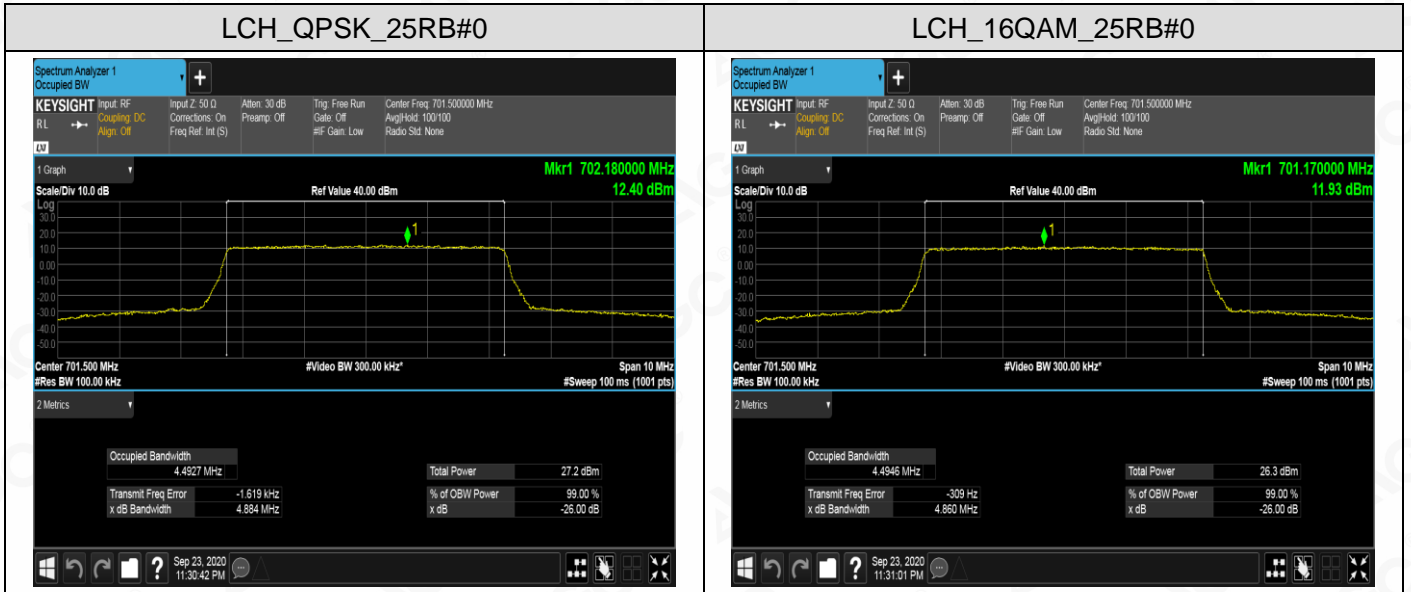 LCH_QPSK_25RB#0
Spectrum Analyzer 1
Occupied BW
KEYSIGHT Input: RF Input Z: 50 Ω Atten: 30 dB Trig: Free Run Center Freq: 701.500000 MHz
RL Coupling: DC Corrections: On Preamp: Off Gate: Off Avg|Hold: 100/100
Align: Off Freq Ref: Int (S) #IF Gain: Low Radio Std: None
LXI
1 Graph Mkr1 702.180000 MHz
Scale/Div 10.0 dB Ref Value 40.00 dBm 12.40 dBm
Log
30.0
20.0
1
10.0
0.00
-10.0
-20.0
-30.0
-40.0
-50.0
Center 701.500 MHz #Video BW 300.00 kHz* Span 10 MHz
#Res BW 100.00 kHz #Sweep 100 ms (1001 pts)
2 Metrics
Occupied Bandwidth
4.4927 MHz Total Power 27.2 dBm
Transmit Freq Error -1.619 kHz % of OBW Power 99.00 %
x dB Bandwidth 4.884 MHz x dB -26.00 dB
? Sep 23, 2020
11:30:42 PM
LCH_16QAM_25RB#0
Spectrum Analyzer 1
Occupied BW
KEYSIGHT Input: RF Input Z: 50 Ω Atten: 30 dB Trig: Free Run Center Freq: 701.500000 MHz
RL Coupling: DC Corrections: On Preamp: Off Gate: Off Avg|Hold: 100/100
Align: Off Freq Ref: Int (S) #IF Gain: Low Radio Std: None
LXI
1 Graph Mkr1 701.170000 MHz
Scale/Div 10.0 dB Ref Value 40.00 dBm 11.93 dBm
Log
30.0
20.0
1
10.0
0.00
-10.0
-20.0
-30.0
-40.0
-50.0
Center 701.500 MHz #Video BW 300.00 kHz* Span 10 MHz
#Res BW 100.00 kHz #Sweep 100 ms (1001 pts)
2 Metrics
Occupied Bandwidth
4.4946 MHz Total Power 26.3 dBm
Transmit Freq Error -309 Hz % of OBW Power 99.00 %
x dB Bandwidth 4.860 MHz x dB -26.00 dB
? Sep 23, 2020
11:31:01 PM